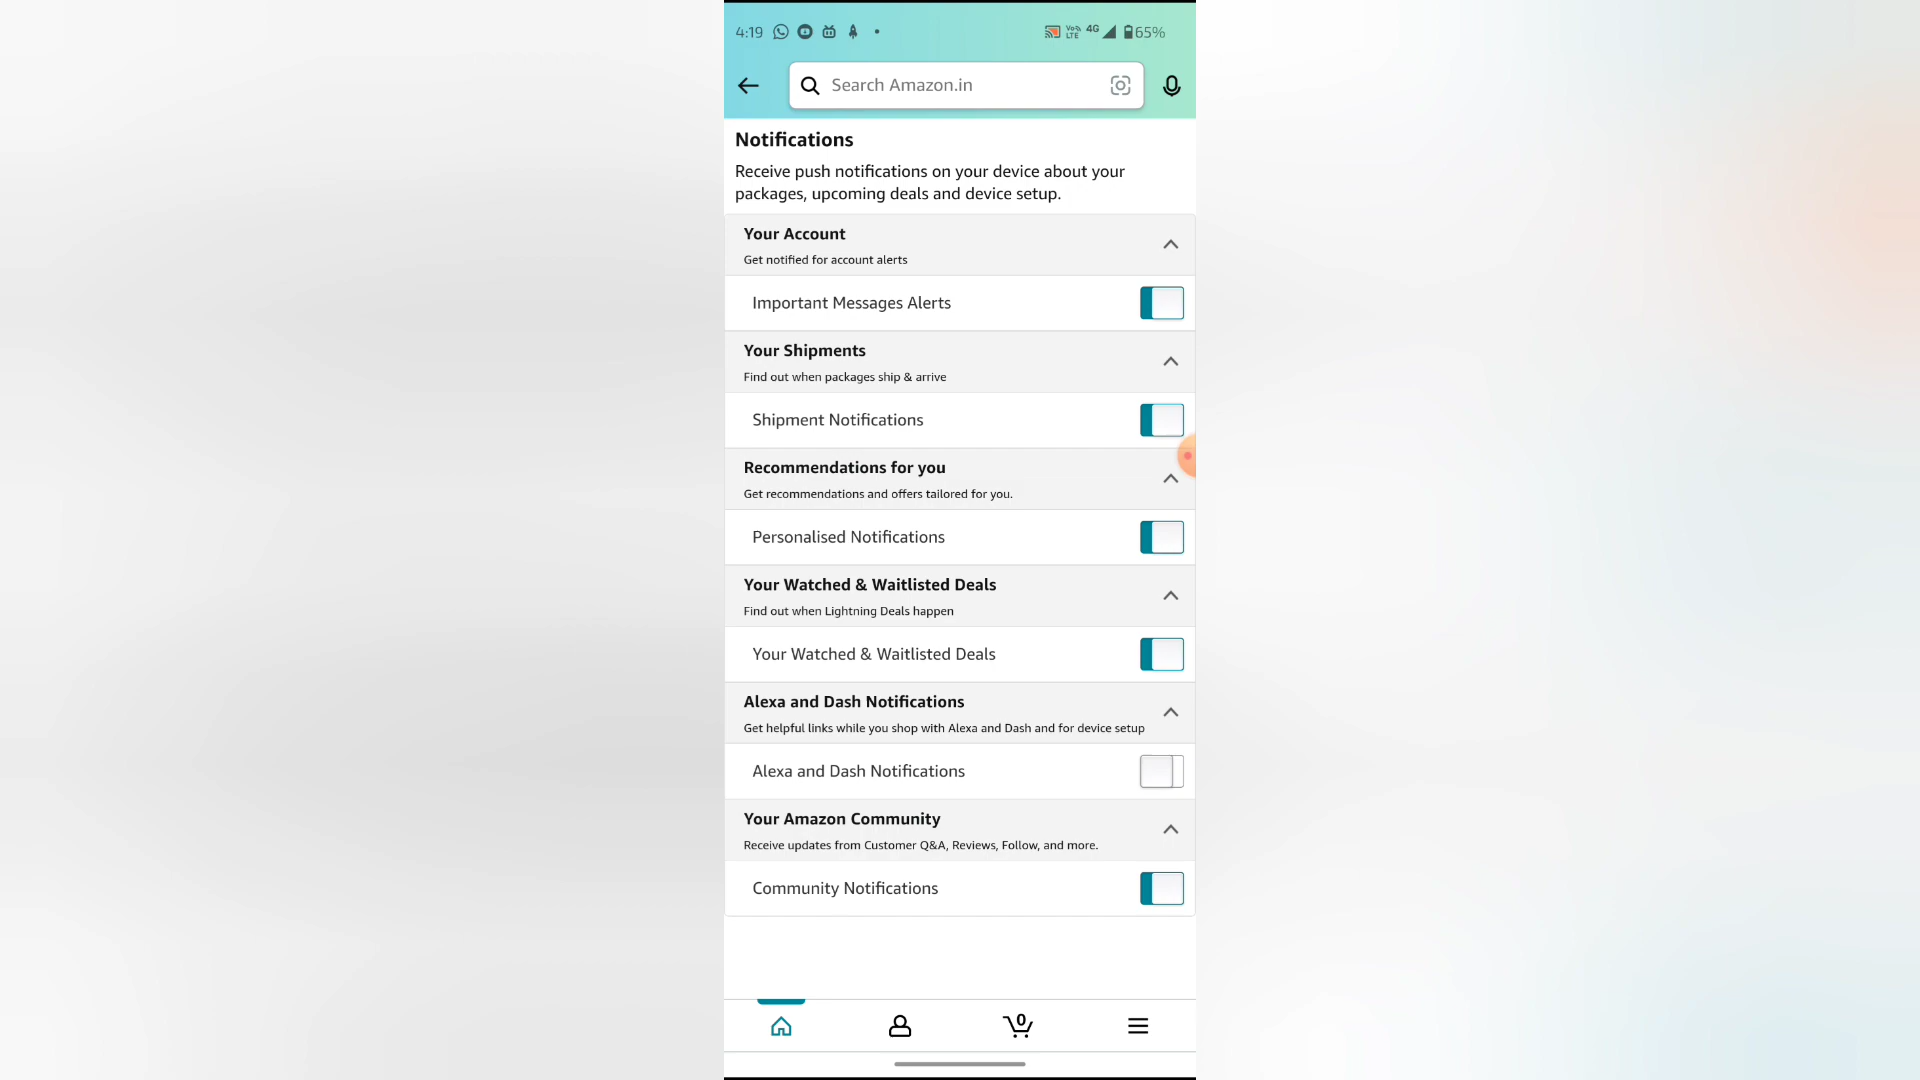 4:19
Vo)) LTE 4G 65%
Search Amazon.in
Notifications
Receive push notifications on your device about your
packages, upcoming deals and device setup.
Your Account
Get notified for account alerts
Important Messages Alerts
Your Shipments
Find out when packages ship & arrive
Shipment Notifications
Recommendations for you
Get recommendations and offers tailored for you.
Personalised Notifications
Your Watched & Waitlisted Deals
Find out when Lightning Deals happen
Your Watched & Waitlisted Deals
Alexa and Dash Notifications
Get helpful links while you shop with Alexa and Dash and for device setup
Alexa and Dash Notifications
Your Amazon Community
Receive updates from Customer Q&A, Reviews, Follow, and more.
Community Notifications
0